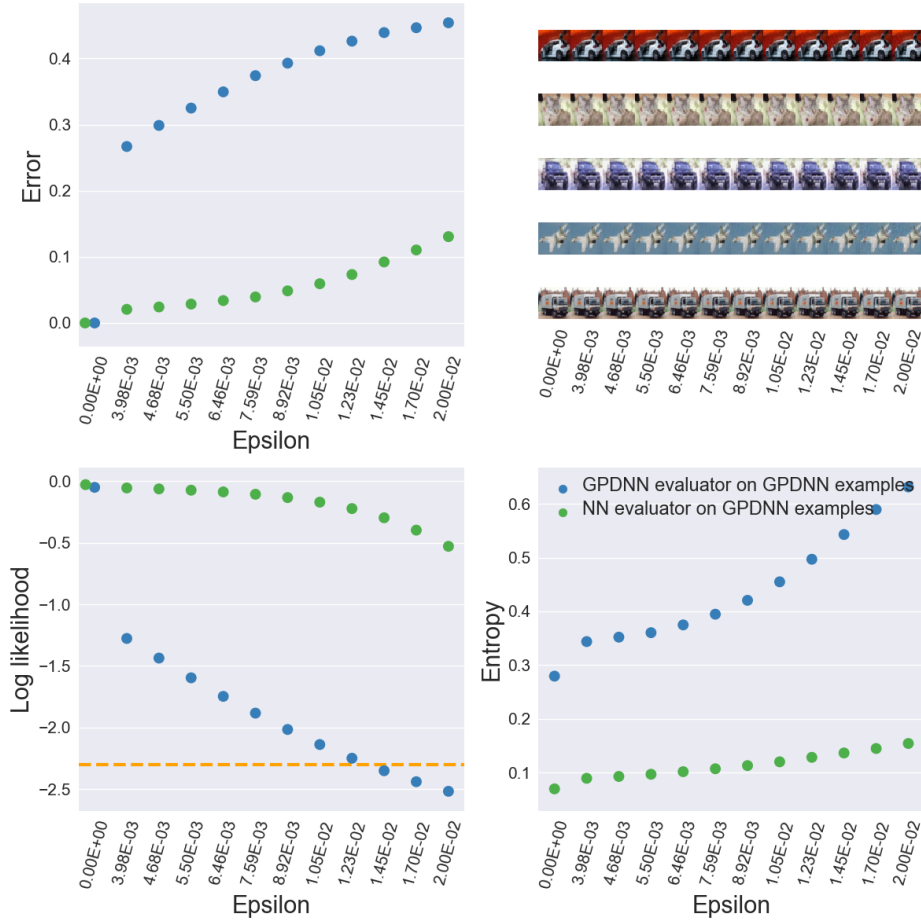 0.4
0.3
0.2
0.1
0.0
Error
0.00E+00
3.98E-03
4.68E-03
5.50E-03
6.46E-03
7.59E-03
8.92E-03
1.05E-02
1.23E-02
1.45E-02
1.70E-02
2.00E-02
Epsilon
0.00E+00
3.98E-03
4.68E-03
5.50E-03
6.46E-03
7.59E-03
8.92E-03
1.05E-02
1.23E-02
1.45E-02
1.70E-02
2.00E-02
0.0
−0.5
−1.0
−1.5
−2.0
−2.5
Log likelihood
0.00E+00
3.98E-03
4.68E-03
5.50E-03
6.46E-03
7.59E-03
8.92E-03
1.05E-02
1.23E-02
1.45E-02
1.70E-02
2.00E-02
Epsilon
GPDNN evaluator on GPDNN examples
NN evaluator on GPDNN examples
0.6
0.5
0.4
0.3
0.2
0.1
Entropy
0.00E+00
3.98E-03
4.68E-03
5.50E-03
6.46E-03
7.59E-03
8.92E-03
1.05E-02
1.23E-02
1.45E-02
1.70E-02
2.00E-02
Epsilon